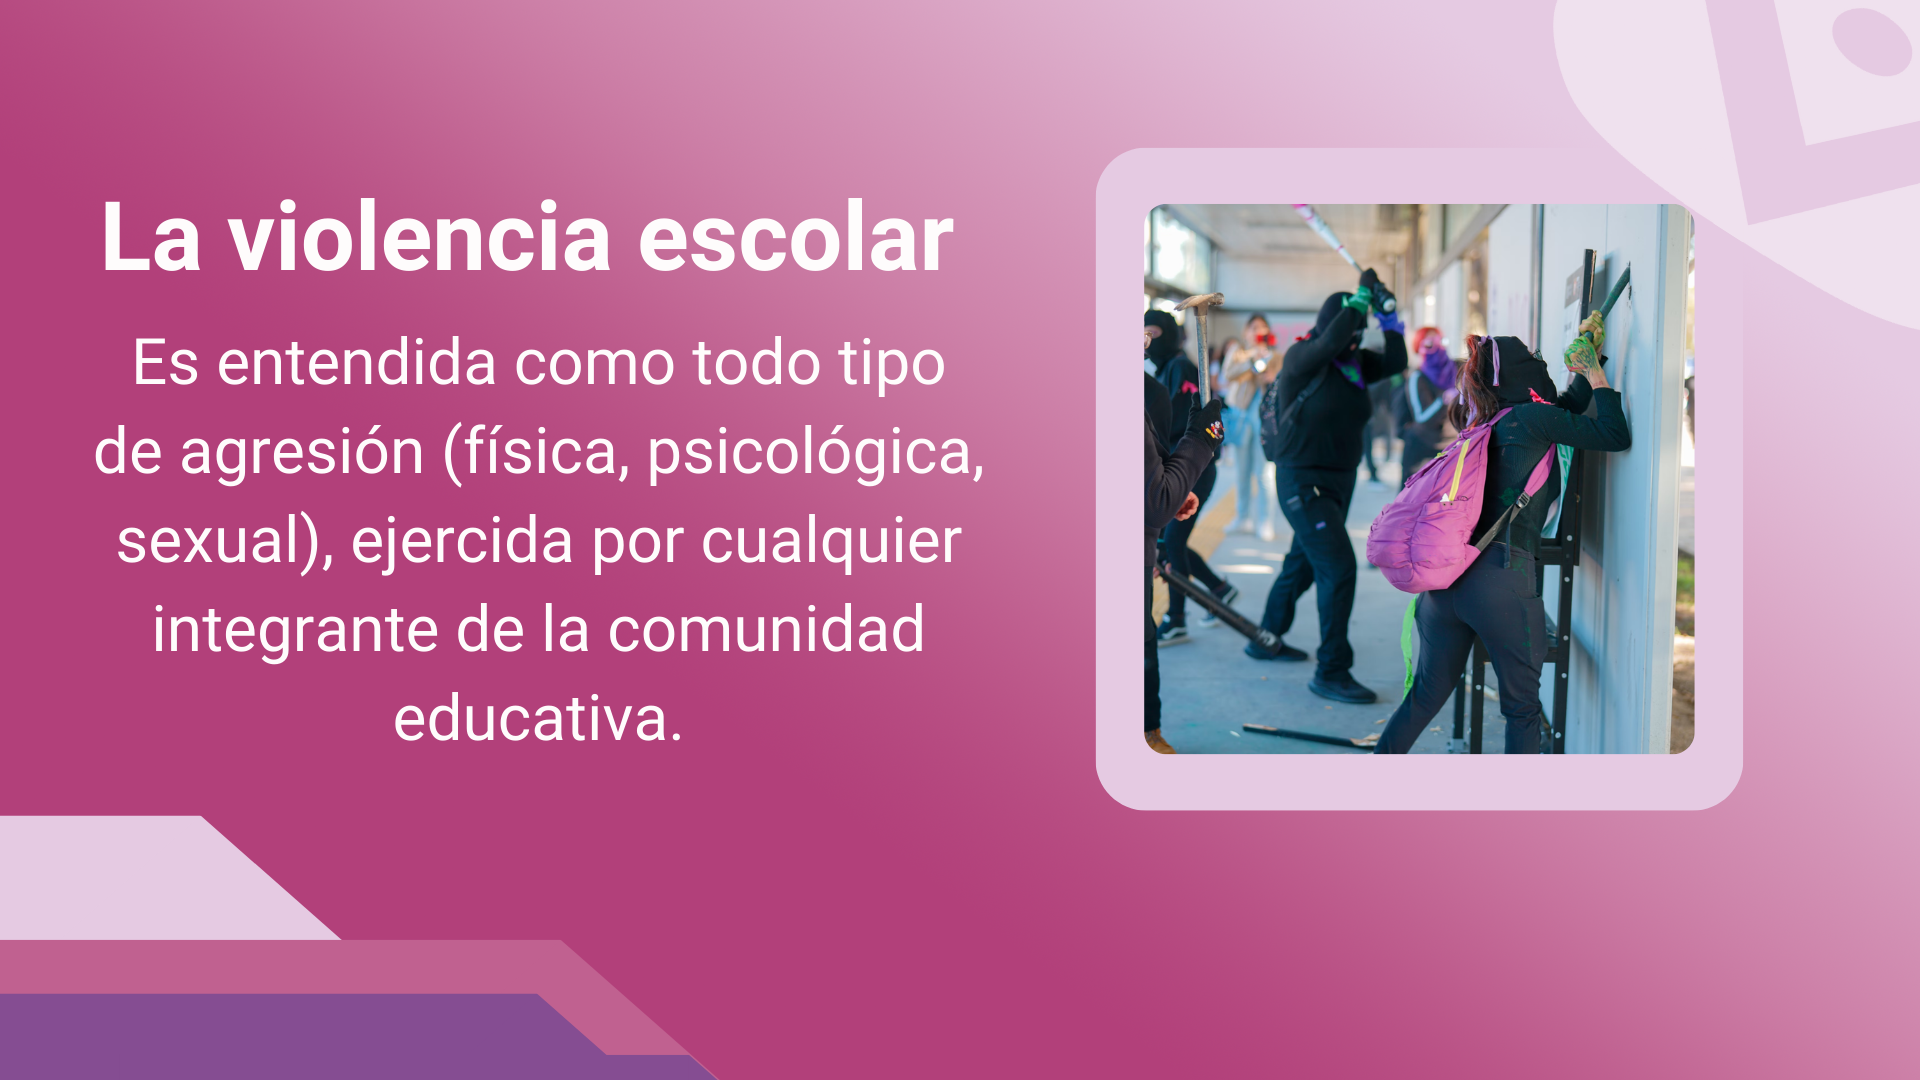 La violencia escolar
Es entendida como todo tipo
de agresión (física, psicológica,
sexual), ejercida por cualquier
integrante de la comunidad
educativa.